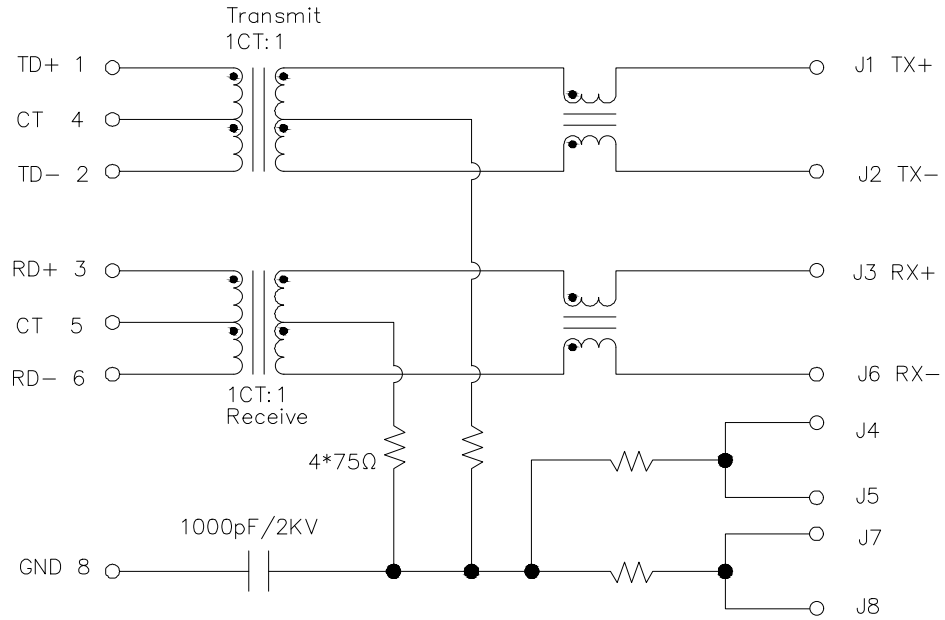 Transmit
1CT:1
TD+ 1
J1 TX+
CT 4
TD- 2
J2 TX-
RD+ 3
J3 RX+
CT 5
RD- 6
J6 RX-
1CT:1
Receive
J4
4*75Ω
J5
1000pF/2KV
J7
GND 8
J8